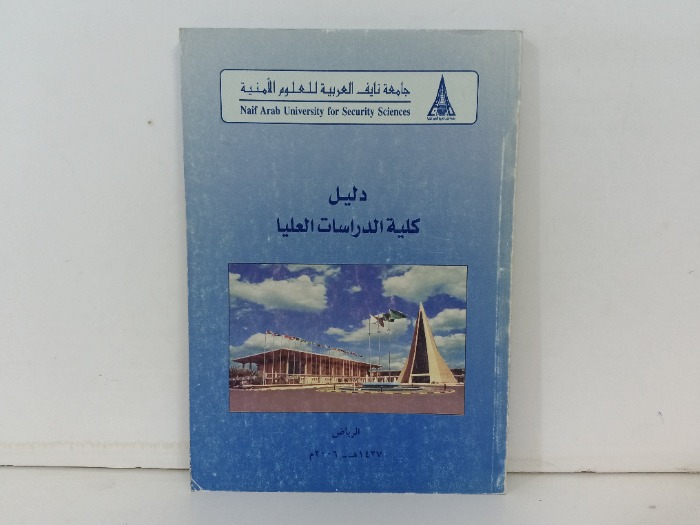 جامعة نايف العربية للعلوم الأمنية
Naif Arab University for Security Sciences
دليل
كلية الدراسات العليا
الرياض
١٤٢٧هـ ـ ٢٠٠٦م